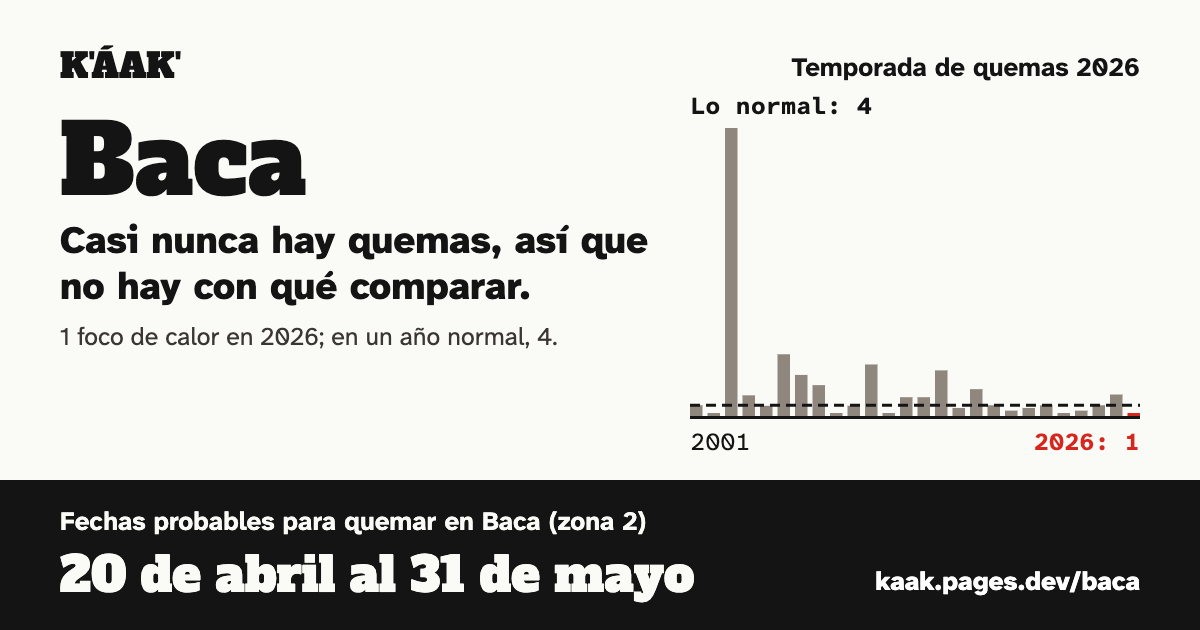 K'ÁAK'
Baca
Casi nunca hay quemas, así que
no hay con qué comparar.
1 foco de calor en 2026; en un año normal, 4.
Temporada de quemas 2026
Lo normal: 4
2001
2026: 1
Fechas probables para quemar en Baca (zona 2)
20 de abril al 31 de mayo
kaak.pages.dev/baca